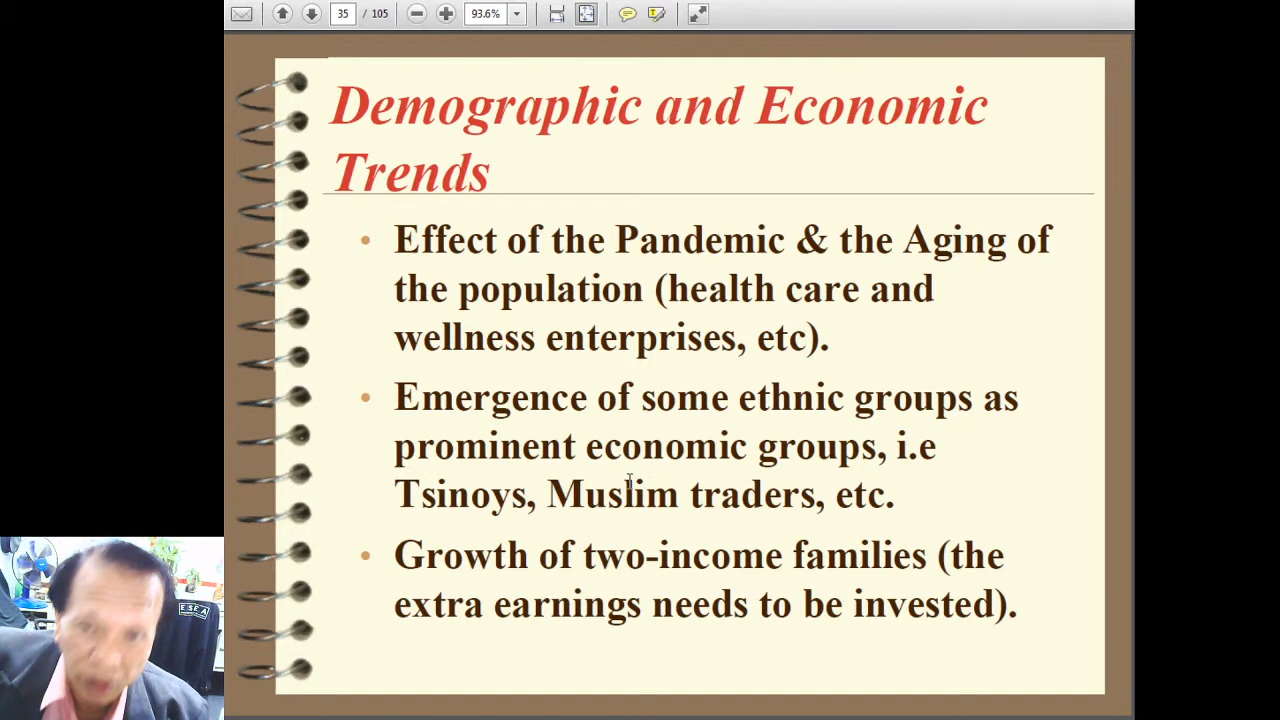 35 / 105 93.6%
Demographic and Economic
Trends
• Effect of the Pandemic & the Aging of
the population (health care and
wellness enterprises, etc).
• Emergence of some ethnic groups as
prominent economic groups, i.e
Tsinoys, Muslim traders, etc.
• Growth of two-income families (the
extra earnings needs to be invested).
ESEA